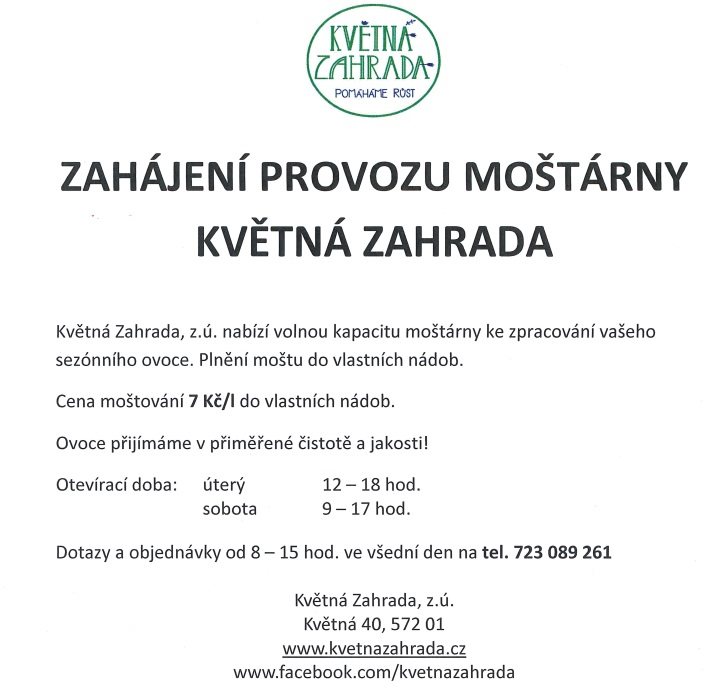 KVĚTNÁ
ZAHRADA
POMÁHÁME RŮST
ZAHÁJENÍ PROVOZU MOŠTÁRNY
KVĚTNÁ ZAHRADA
Květná Zahrada, z.ú. nabízí volnou kapacitu moštárny ke zpracování vašeho
sezónního ovoce. Plnění moštu do vlastních nádob.
Cena moštování 7 Kč/l do vlastních nádob.
Ovoce přijímáme v přiměřené čistotě a jakosti!
Otevírací doba: úterý 12 – 18 hod.
sobota 9 – 17 hod.
Dotazy a objednávky od 8 – 15 hod. ve všední den na tel. 723 089 261
Květná Zahrada, z.ú.
Květná 40, 572 01
www.kvetnazahrada.cz
www.facebook.com/kvetnazahrada